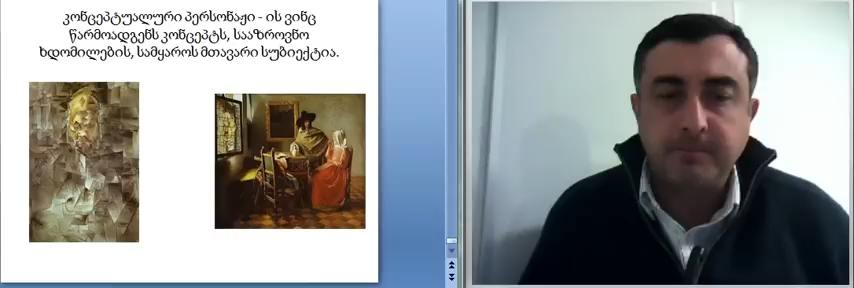 კონცეპტუალური პერსონაჟი - ის ვინც
წარმოადგენს კონცეპტს, სააზროვნო
ხდომილების, სამყაროს მთავარი სუბიექტია.